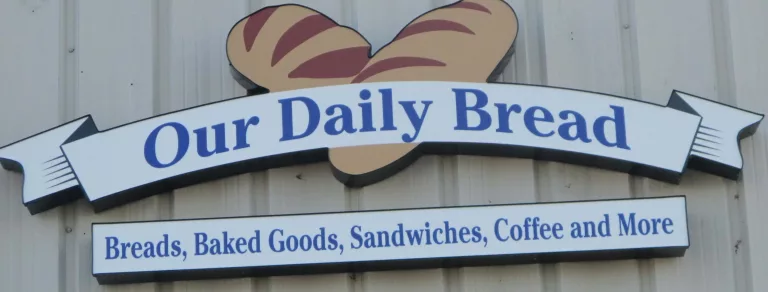 Our Daily Bread
Breads, Baked Goods, Sandwiches, Coffee and More